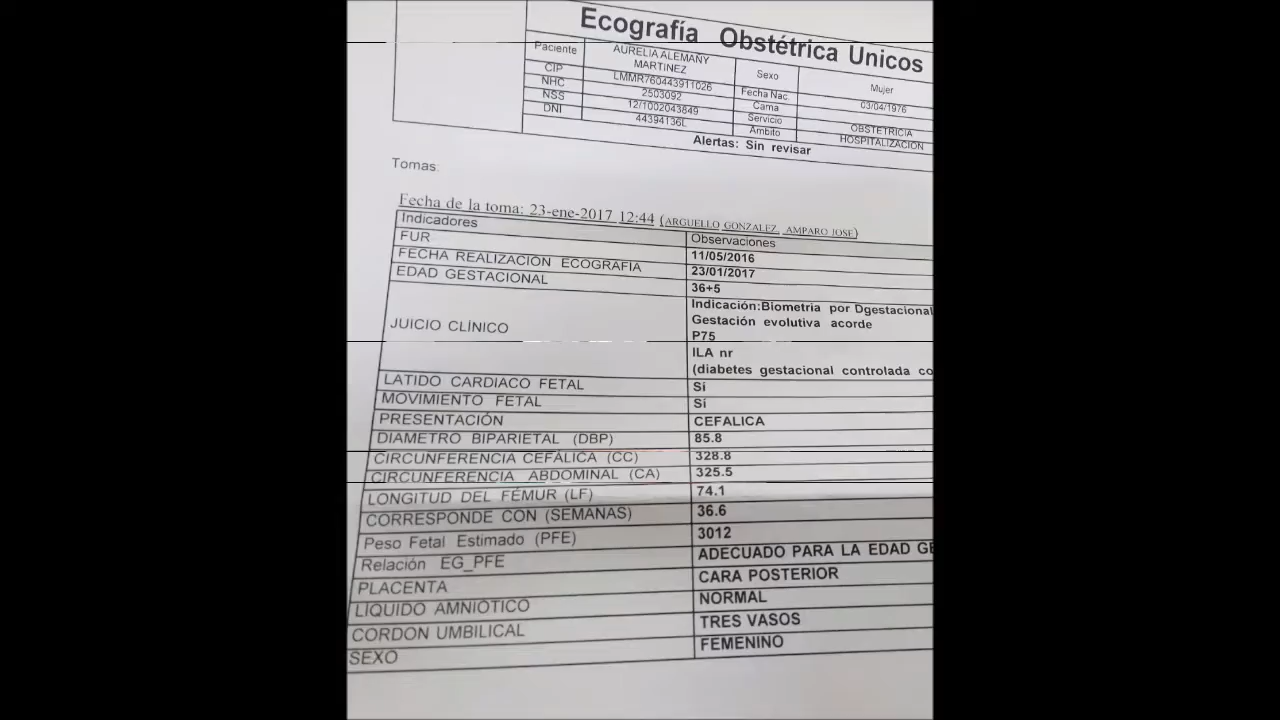 Ecografía Obstétrica Unicos
Paciente AURELIA ALEMANY MARTINEZ Sexo Mujer
CIP LMMR760443911026 Fecha Nac. 03/04/1976
NHC 2503092 Cama
NSS 12/1002043849 Servicio OBSTETRICIA
DNI 44394136L Ambito HOSPITALIZACIÓN
Alertas: Sin revisar
Tomas:
Fecha de la toma: 23-ene-2017 12:44 (ARGUELLO GONZALEZ, AMPARO JOSE)
Indicadores Observaciones
FUR 11/05/2016
FECHA REALIZACIÓN ECOGRAFIA 23/01/2017
EDAD GESTACIONAL 36+5
JUICIO CLÍNICO Indicación:Biometria por Dgestacional
Gestación evolutiva acorde
P75
ILA nr
(diabetes gestacional controlada co
LATIDO CARDIACO FETAL Sí
MOVIMIENTO FETAL Sí
PRESENTACIÓN CEFALICA
DIAMETRO BIPARIETAL (DBP) 85.8
CIRCUNFERENCIA CEFÁLICA (CC) 328.8
CIRCUNFERENCIA ABDOMINAL (CA) 325.5
LONGITUD DEL FÉMUR (LF) 74.1
CORRESPONDE CON (SEMANAS) 36.6
Peso Fetal Estimado (PFE) 3012
Relación EG_PFE ADECUADO PARA LA EDAD GE
PLACENTA CARA POSTERIOR
LÍQUIDO AMNIÓTICO NORMAL
CORDON UMBILICAL TRES VASOS
SEXO FEMENINO